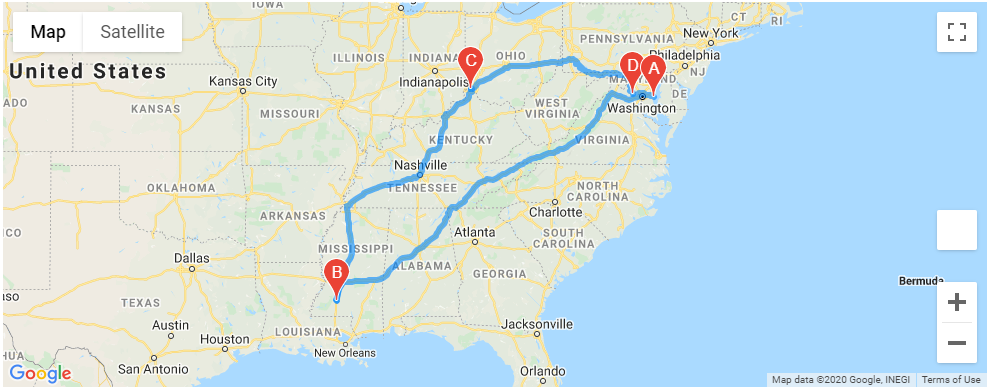 IOWA
Map
Satellite
CT
RI
New York
PENNSYLVANIA
Philadelphia
ILLINOIS
INDIANA
OHIO
C
D
A
MARYLAND
NJ
DE
United States
Indianapolis
Kansas City
Washington
KANSAS
MISSOURI
WEST
VIRGINIA
KENTUCKY
VIRGINIA
Nashville
OKLAHOMA
TENNESSEE
NORTH
CAROLINA
ARKANSAS
Charlotte
Atlanta
SOUTH
CAROLINA
MISSISSIPPI
Dallas
B
ALABAMA
GEORGIA
Bermuda
TEXAS
Austin
LOUISIANA
Jacksonville
Houston
New Orleans
San Antonio
Orlando
Google
Map data ©2020 Google, INEGI
Terms of Use